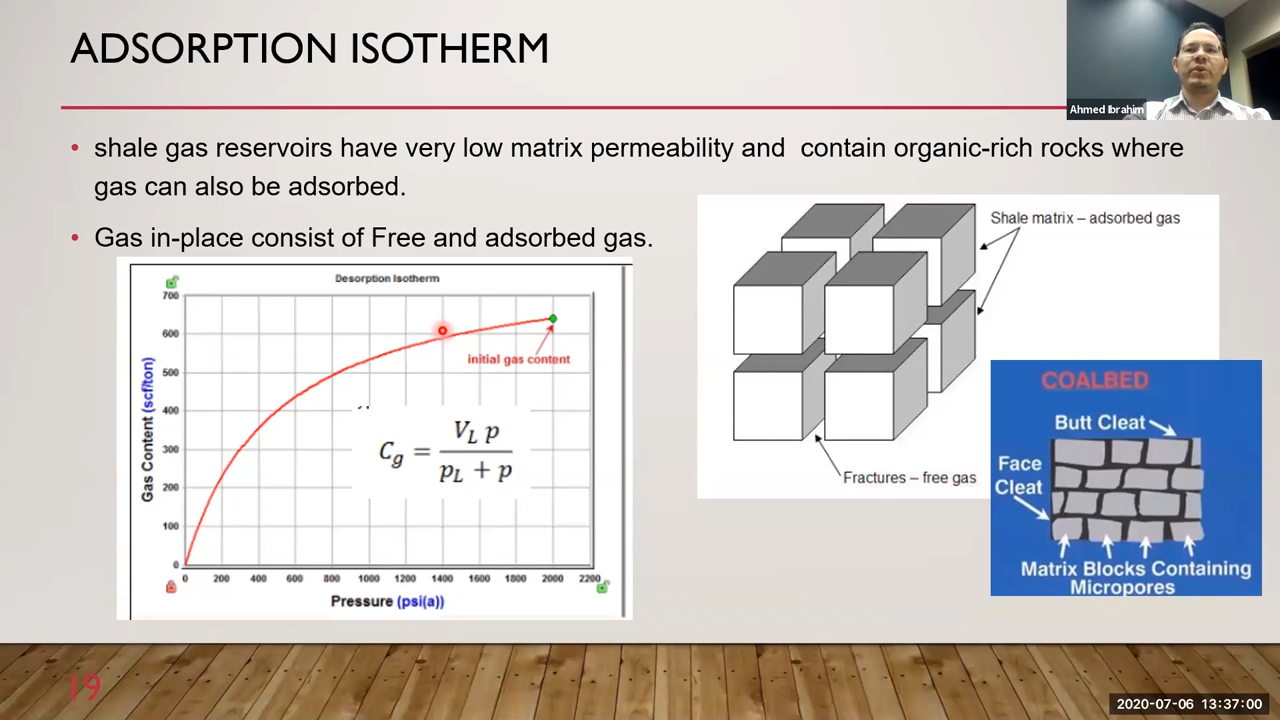 ADSORPTION ISOTHERM
Ahmed Ibrahim
• shale gas reservoirs have very low matrix permeability and contain organic-rich rocks where
gas can also be adsorbed.
• Gas in-place consist of Free and adsorbed gas.
Desorption Isotherm
700
600
500
400
300
200
100
0
Gas Content (scf/ton)
initial gas content
C_g = V_L p / (p_L + p)
0 200 400 600 800 1000 1200 1400 1600 1800 2000 2200
Pressure (psi(a))
Shale matrix – adsorbed gas
Fractures – free gas
COALBED
Butt Cleat
Face
Cleat
Matrix Blocks Containing
Micropores
19
2020-07-06 13:37:00